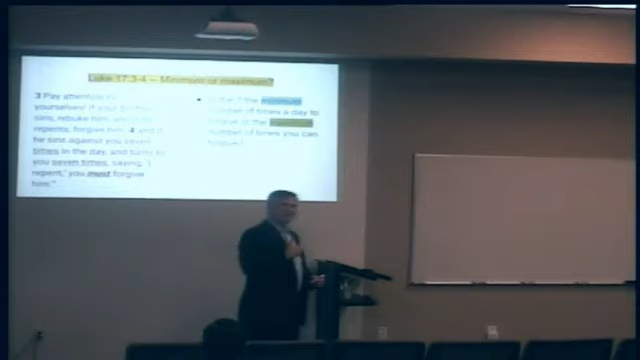 Luke 17:3-4 – Minimum or maximum?
3 Pay attention to
yourselves! If your brother
sins, rebuke him, and if he
repents, forgive him. 4 and if
he sins against you seven
times in the day, and turns to
you seven times, saying, 'I
repent,' you must forgive
him."
• Is the 7 the minimum
number of times a day to
forgive or the maximum
number of times you can
forgive?